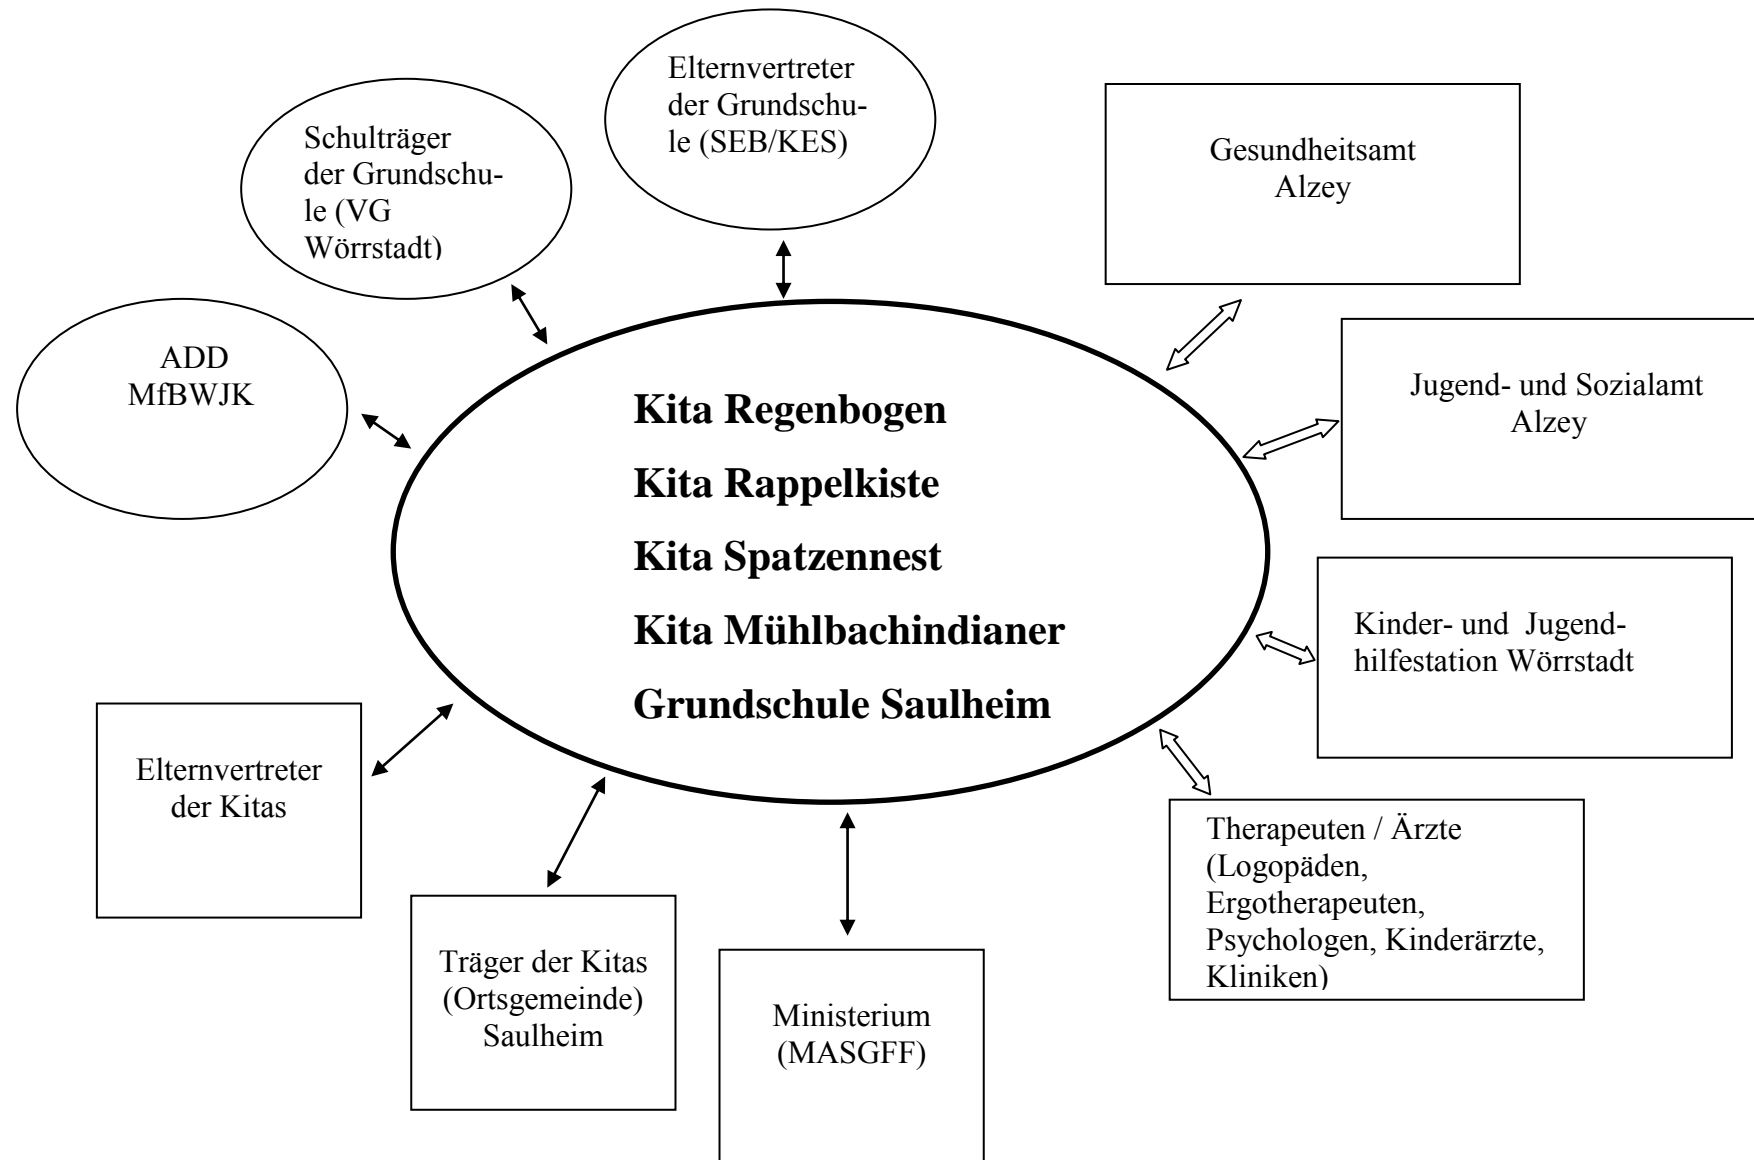 Elternvertreter
der Grundschu-
le (SEB/KES)
Schulträger
der Grundschu-
le (VG
Wörrstadt)
Gesundheitsamt
Alzey
ADD
MfBWJK
Jugend- und Sozialamt
Alzey
Kita Regenbogen
Kita Rappelkiste
Kita Spatzennest
Kita Mühlbachindianer
Grundschule Saulheim
Kinder- und  Jugend-
hilfestation Wörrstadt
Elternvertreter
der Kitas
Therapeuten / Ärzte
(Logopäden,
Ergotherapeuten,
Psychologen, Kinderärzte,
Kliniken)
Träger der Kitas
(Ortsgemeinde)
Saulheim
Ministerium
(MASGFF)